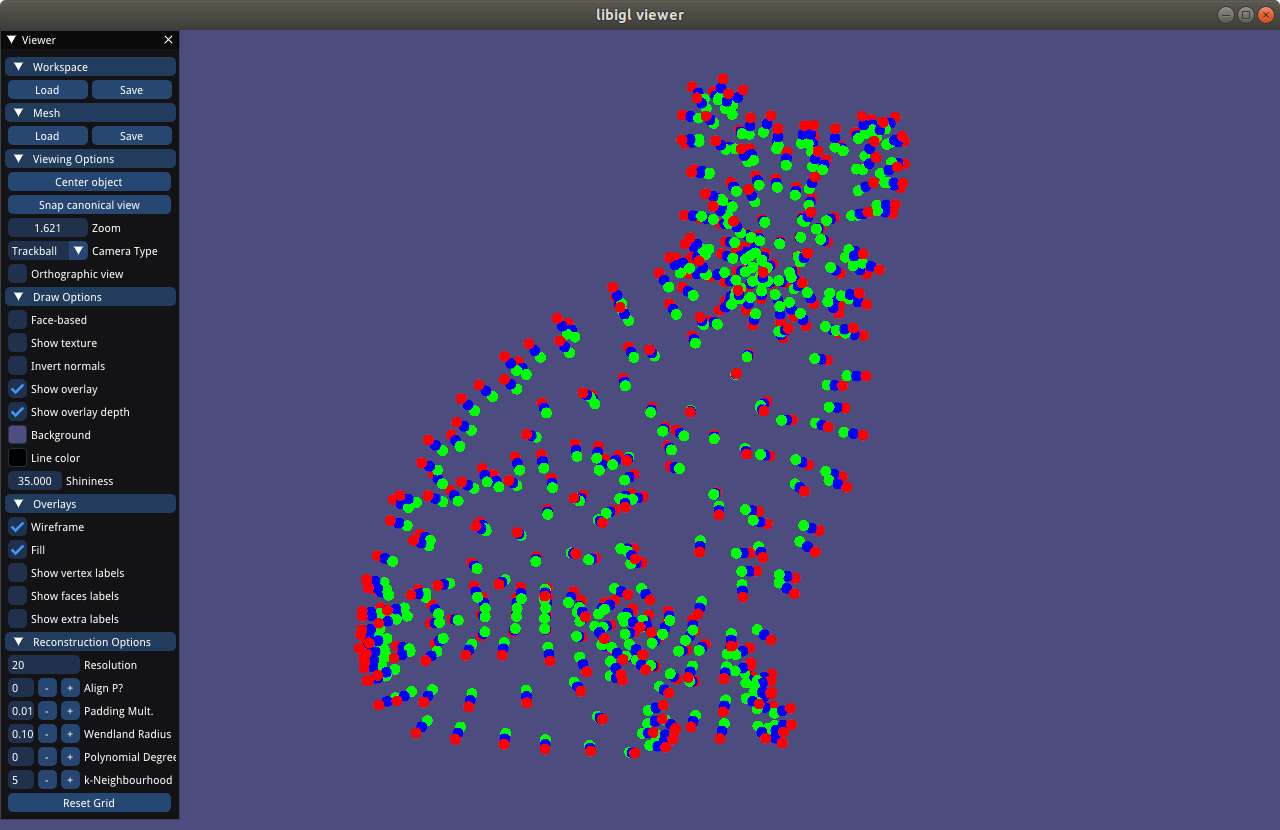 libigl viewer
Viewer
Workspace
Load Save
Mesh
Load Save
Viewing Options
Center object
Snap canonical view
1.621 Zoom
Trackball Camera Type
Orthographic view
Draw Options
Face-based
Show texture
Invert normals
Show overlay
Show overlay depth
Background
Line color
35.000 Shininess
Overlays
Wireframe
Fill
Show vertex labels
Show faces labels
Show extra labels
Reconstruction Options
20 Resolution
0 - + Align P?
0.01 - + Padding Mult.
0.10 - + Wendland Radius
0 - + Polynomial Degree
5 - + k-Neighbourhood
Reset Grid